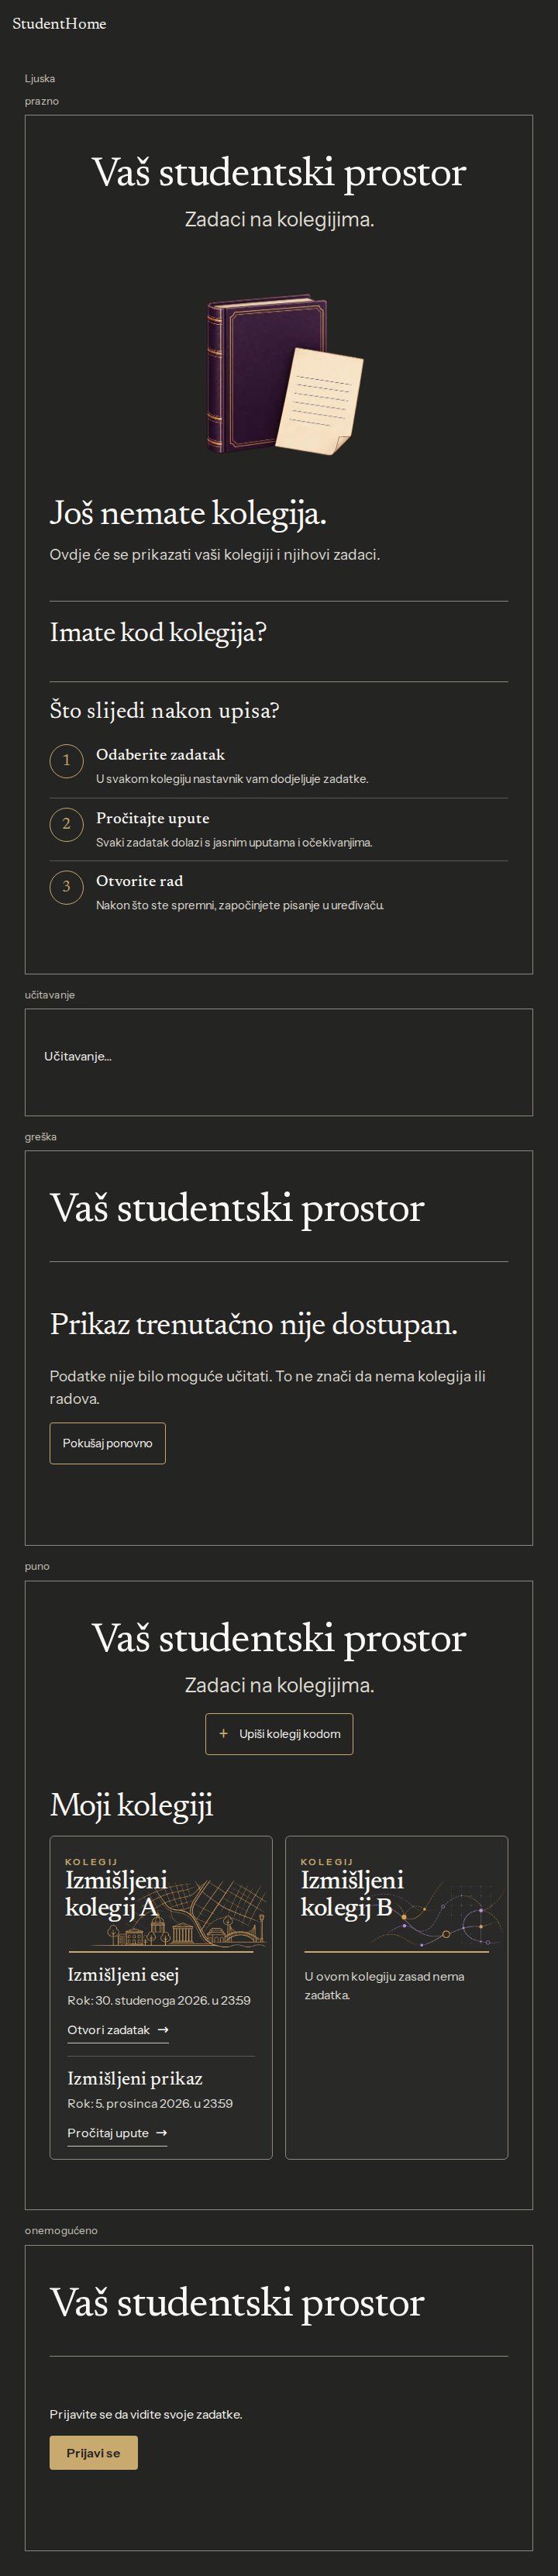 StudentHome
Ljuska
prazno
Vaš studentski prostor
Zadaci na kolegijima.
Još nemate kolegija.
Ovdje će se prikazati vaši kolegiji i njihovi zadaci.
Imate kod kolegija?
Što slijedi nakon upisa?
1
Odaberite zadatak
U svakom kolegiju nastavnik vam dodjeljuje zadatke.
2
Pročitajte upute
Svaki zadatak dolazi s jasnim uputama i očekivanjima.
3
Otvorite rad
Nakon što ste spremni, započinjete pisanje u uređivaču.
učitavanje
Učitavanje...
greška
Vaš studentski prostor
Prikaz trenutačno nije dostupan.
Podatke nije bilo moguće učitati. To ne znači da nema kolegija ili
radova.
Pokušaj ponovno
puno
Vaš studentski prostor
Zadaci na kolegijima.
+ Upiši kolegij kodom
Moji kolegiji
KOLEGIJ
Izmišljeni
kolegij A
Izmišljeni esej
Rok: 30. studenoga 2026. u 23:59
Otvori zadatak →
Izmišljeni prikaz
Rok: 5. prosinca 2026. u 23:59
Pročitaj upute →
KOLEGIJ
Izmišljeni
kolegij B
U ovom kolegiju zasad nema
zadatka.
onemogućeno
Vaš studentski prostor
Prijavite se da vidite svoje zadatke.
Prijavi se